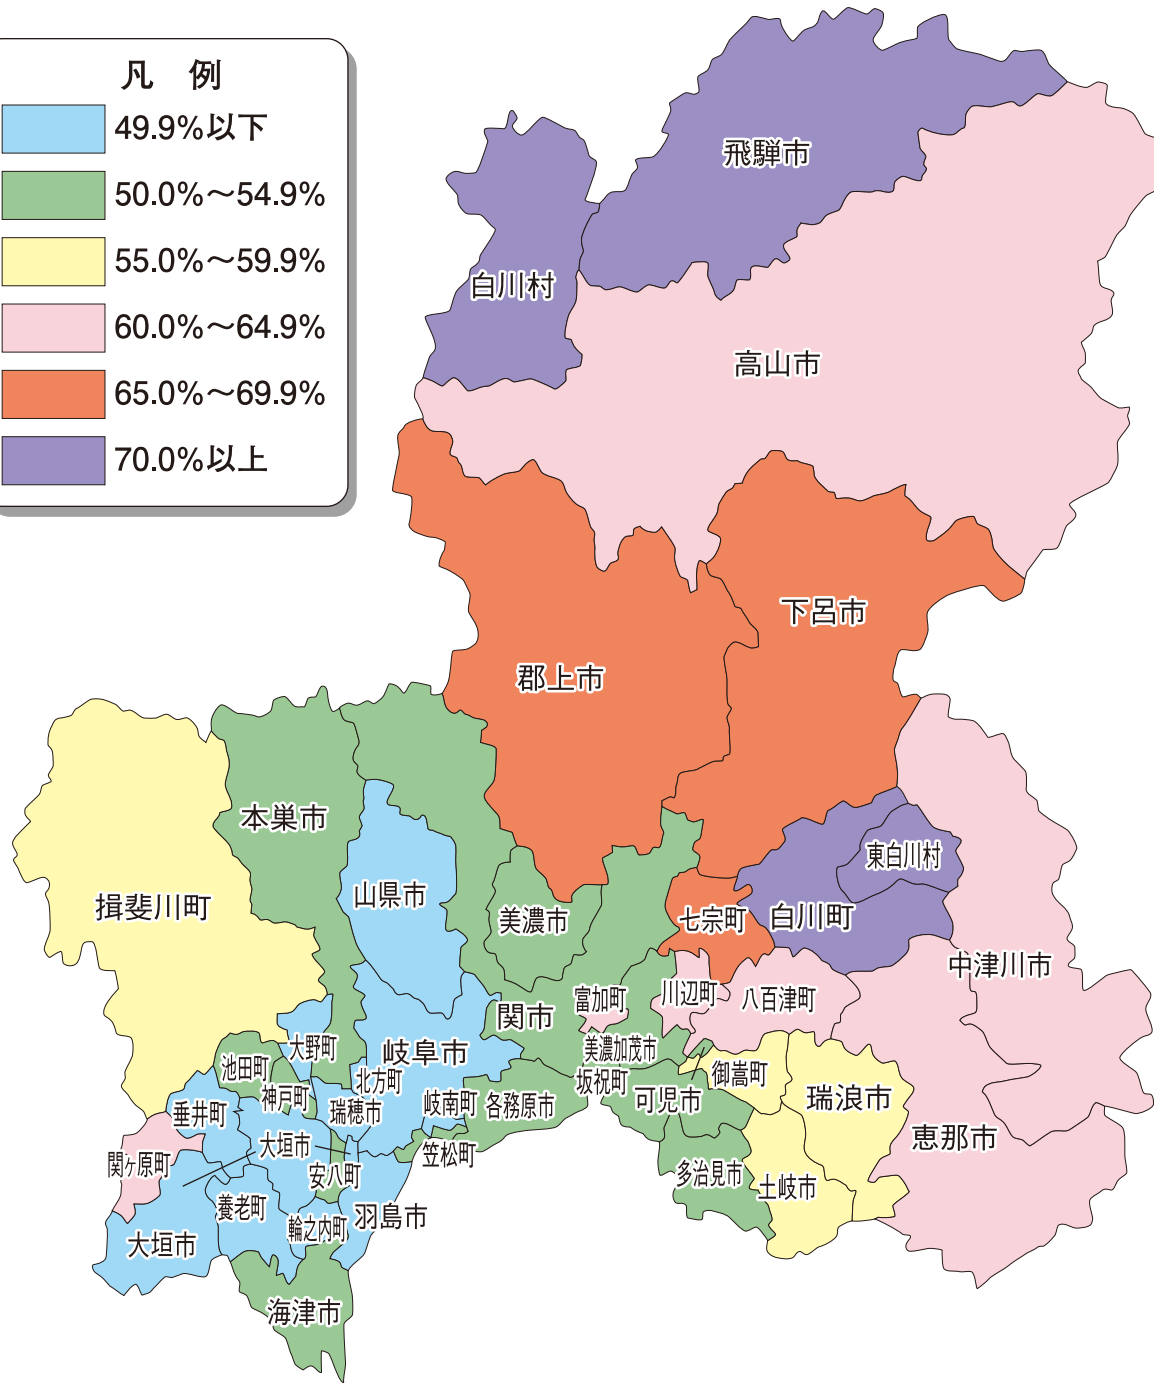 凡 例
49.9%以下
50.0%～54.9%
55.0%～59.9%
60.0%～64.9%
65.0%～69.9%
70.0%以上
飛騨市
白川村
高山市
下呂市
郡上市
本巣市
東白川村
山県市
揖斐川町
美濃市
七宗町
白川町
中津川市
富加町
川辺町
八百津町
関市
大野町
岐阜市
美濃加茂市
池田町
北方町
坂祝町
御嵩町
神戸町
瑞穂市
岐南町
各務原市
可児市
瑞浪市
垂井町
大垣市
笠松町
恵那市
関ヶ原町
安八町
多治見市
土岐市
養老町
輪之内町
羽島市
大垣市
海津市